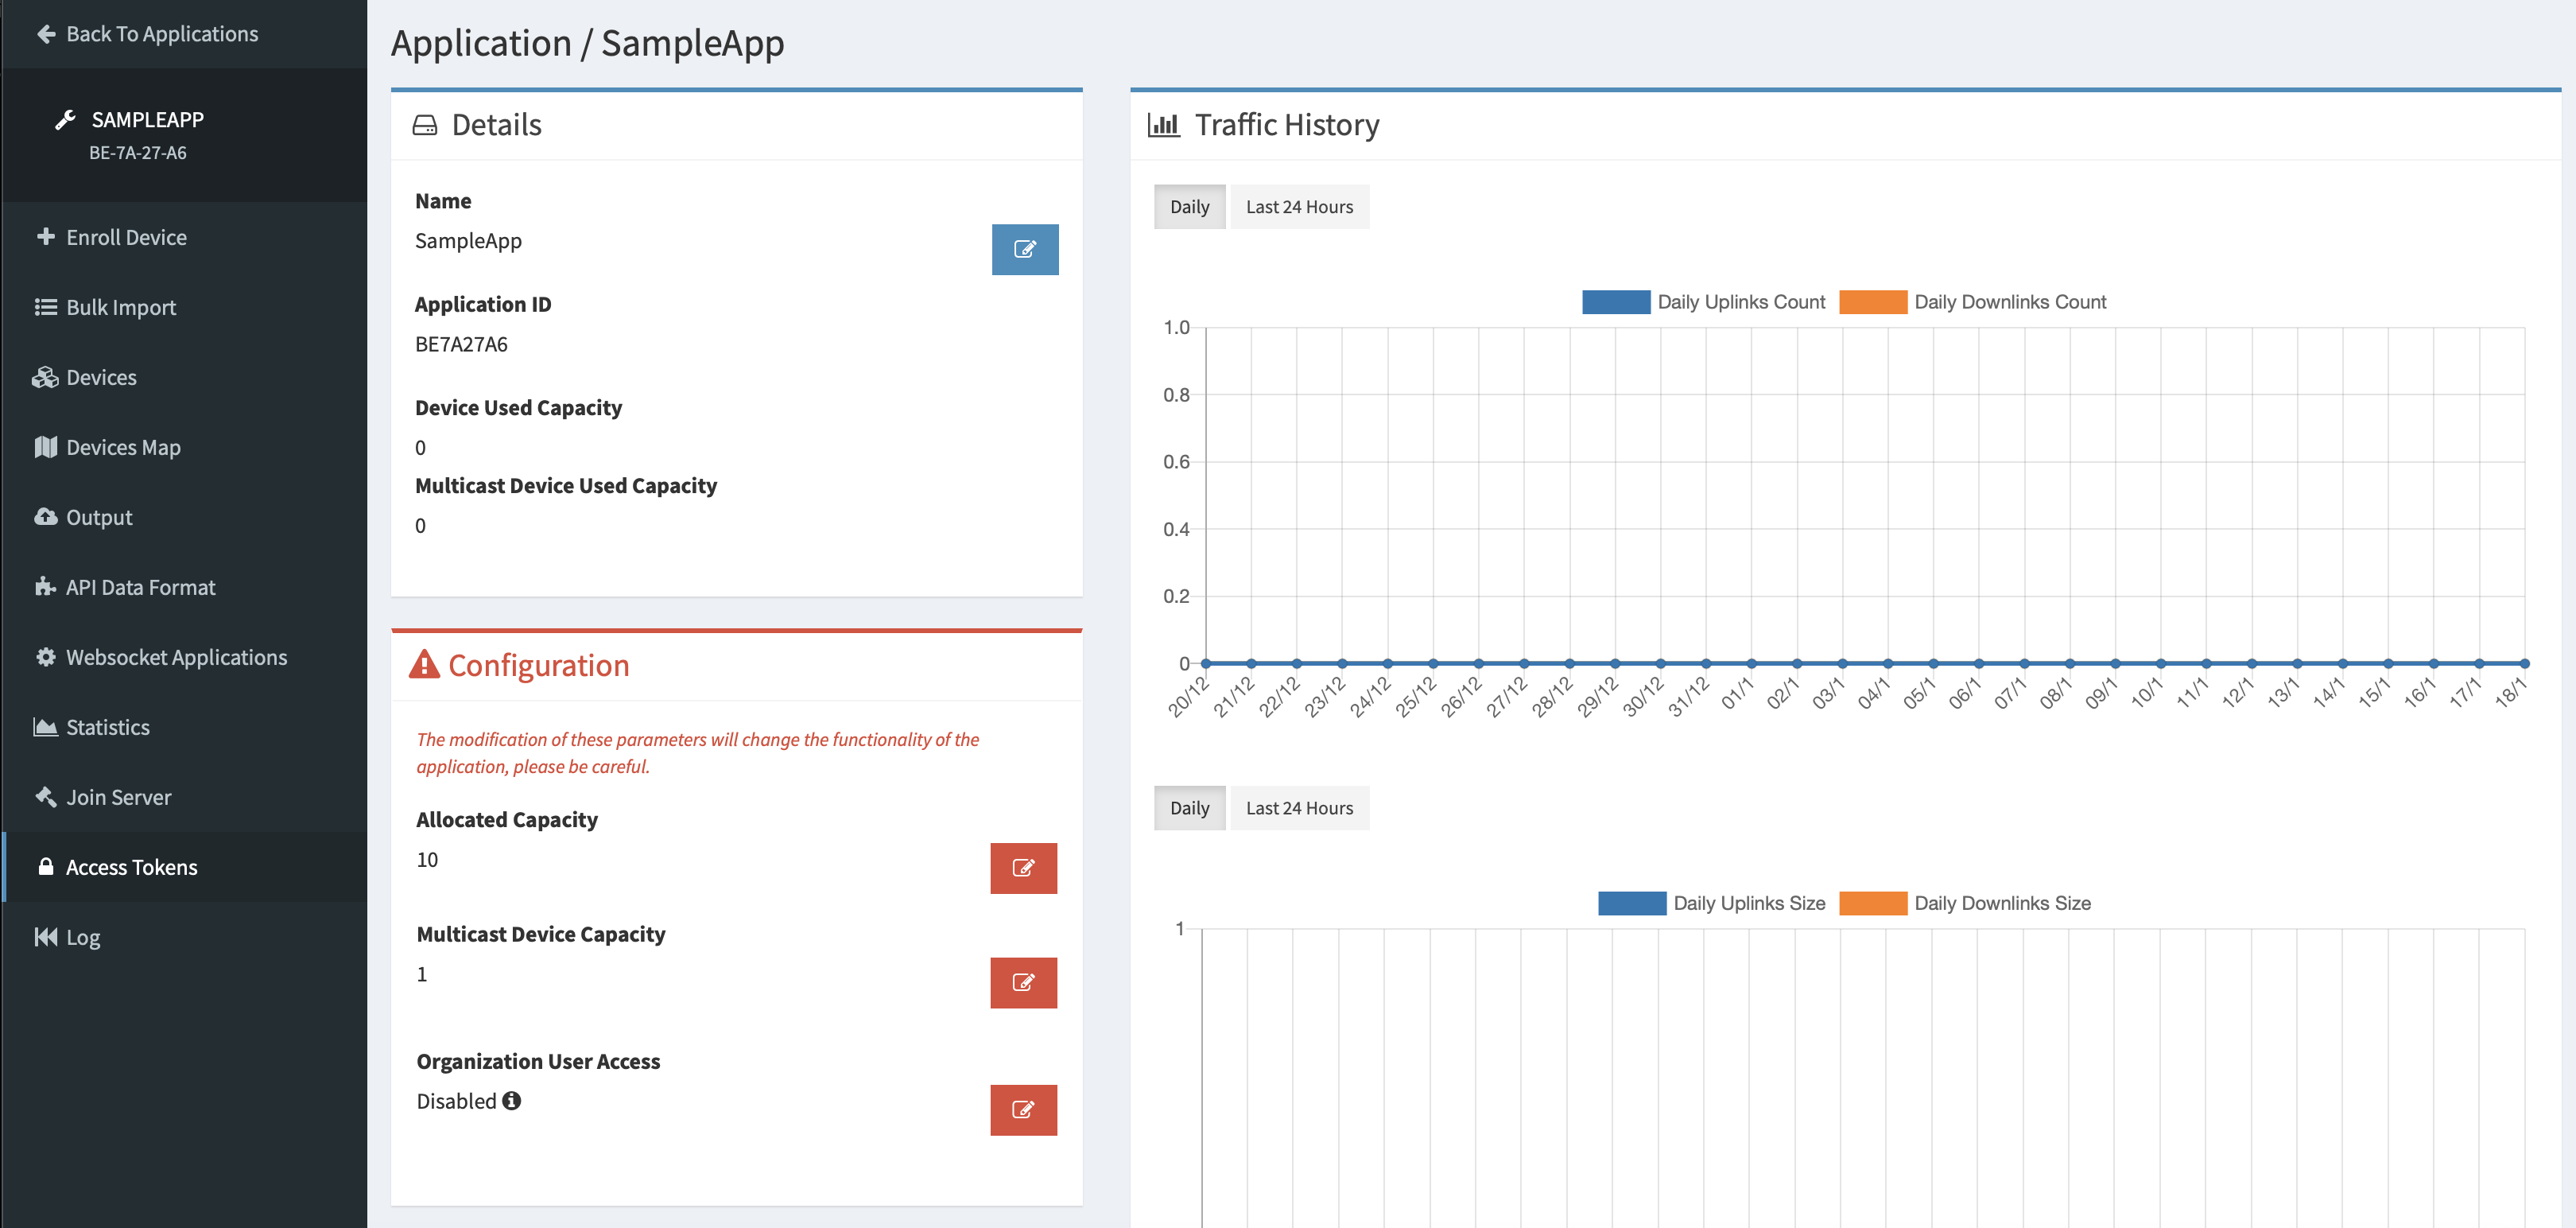 Back To Applications
SAMPLEAPP
BE-7A-27-A6
Enroll Device
Bulk Import
Devices
Devices Map
Output
API Data Format
Websocket Applications
Statistics
Join Server
Access Tokens
Log
Application / SampleApp
Details
Name
SampleApp
Application ID
BE7A27A6
Device Used Capacity
0
Multicast Device Used Capacity
0
Configuration
The modification of these parameters will change the functionality of the
application, please be careful.
Allocated Capacity
10
Multicast Device Capacity
1
Organization User Access
Disabled
Traffic History
Daily Last 24 Hours
Daily Uplinks Count Daily Downlinks Count
1.0
0.8
0.6
0.4
0.2
0
20/12 21/12 22/12 23/12 24/12 25/12 26/12 27/12 28/12 29/12 30/12 31/12 01/1 02/1 03/1 04/1 05/1 06/1 07/1 08/1 09/1 10/1 11/1 12/1 13/1 14/1 15/1 16/1 17/1 18/1
Daily Last 24 Hours
Daily Uplinks Size Daily Downlinks Size
1